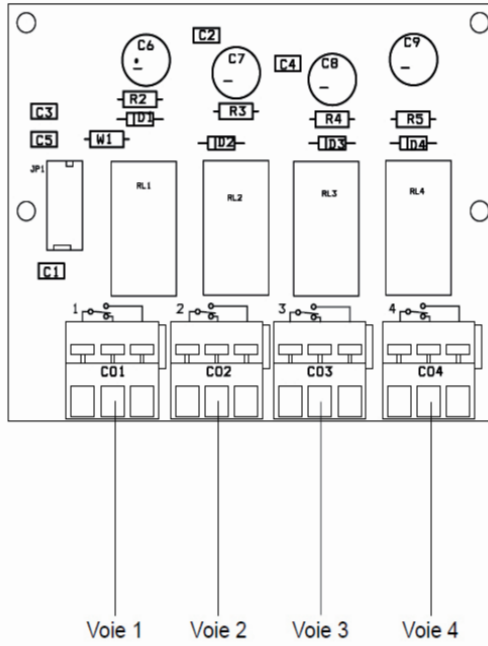 C2
C6
C9
C7
C4
C8
R2
C3
R3
D1
R4
R5
C5
W1
D2
D3
D4
JP1
RL1
RL2
RL3
RL4
C1
1
2
3
4
CO1
CO2
CO3
CO4
Voie 1
Voie 2
Voie 3
Voie 4